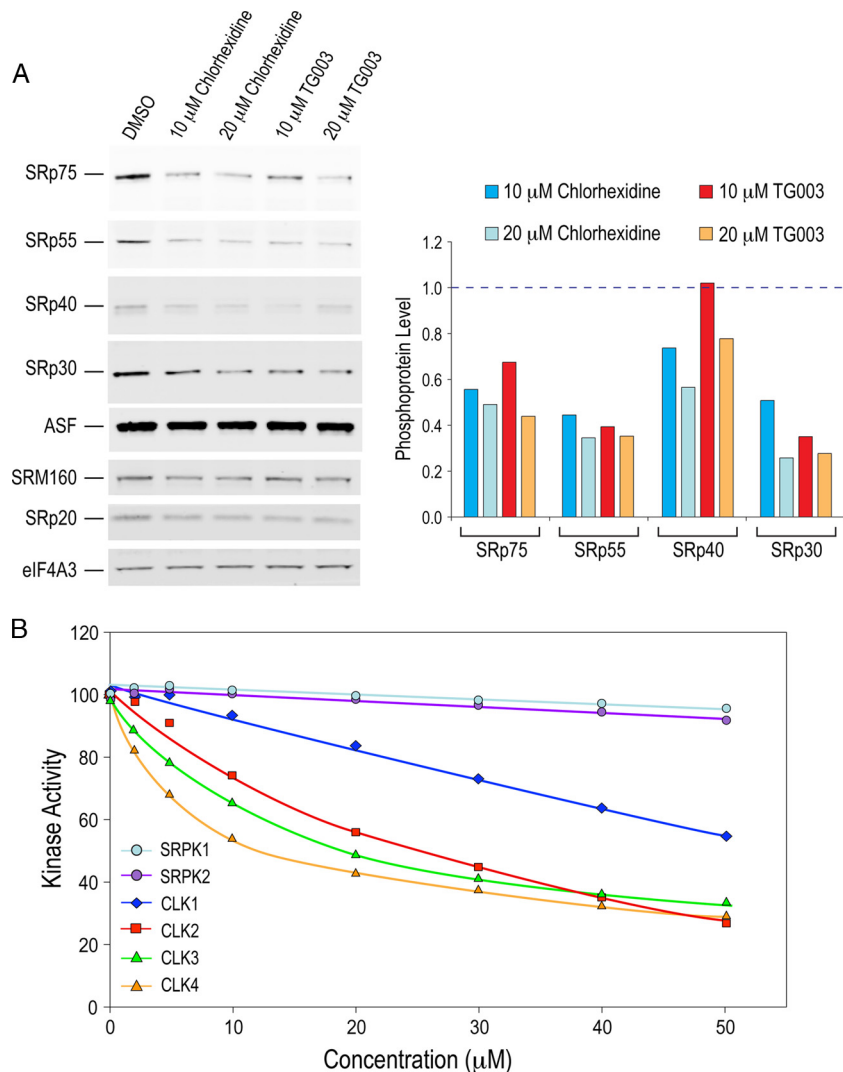 A
DMSO
10 μM Chlorhexidine
20 μM Chlorhexidine
10 μM TG003
20 μM TG003
SRp75
SRp55
SRp40
SRp30
ASF
SRM160
SRp20
eIF4A3
10 μM Chlorhexidine
10 μM TG003
20 μM Chlorhexidine
20 μM TG003
Phosphoprotein Level
1.2
1.0
0.8
0.6
0.4
0.2
0.0
SRp75 SRp55 SRp40 SRp30
B
Kinase Activity
120
100
80
60
40
20
0
SRPK1
SRPK2
CLK1
CLK2
CLK3
CLK4
0 10 20 30 40 50
Concentration (μM)